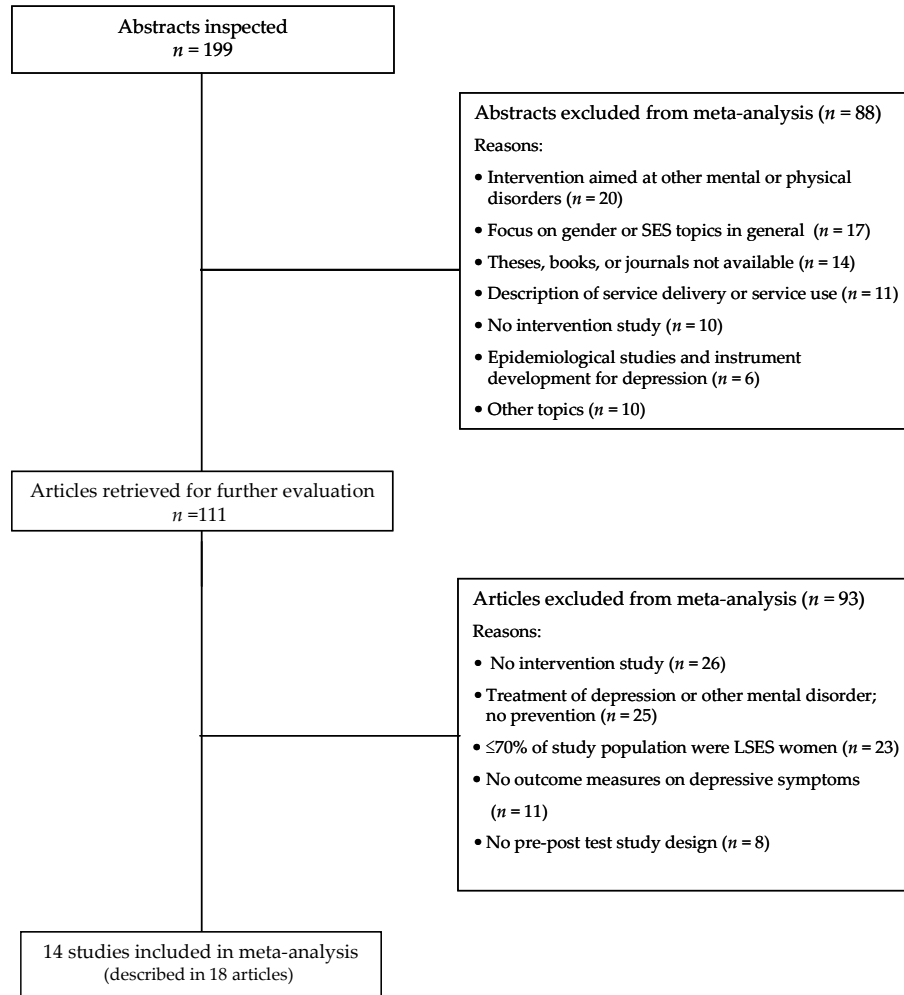 Abstracts inspected
n = 199
Abstracts excluded from meta-analysis (n = 88)
Reasons:
• Intervention aimed at other mental or physical
disorders (n = 20)
• Focus on gender or SES topics in general (n = 17)
• Theses, books, or journals not available (n = 14)
• Description of service delivery or service use (n = 11)
• No intervention study (n = 10)
• Epidemiological studies and instrument
development for depression (n = 6)
• Other topics (n = 10)
Articles retrieved for further evaluation
n =111
Articles excluded from meta-analysis (n = 93)
Reasons:
• No intervention study (n = 26)
• Treatment of depression or other mental disorder;
no prevention (n = 25)
• ≤70% of study population were LSES women (n = 23)
• No outcome measures on depressive symptoms
(n = 11)
• No pre-post test study design (n = 8)
14 studies included in meta-analysis
(described in 18 articles)